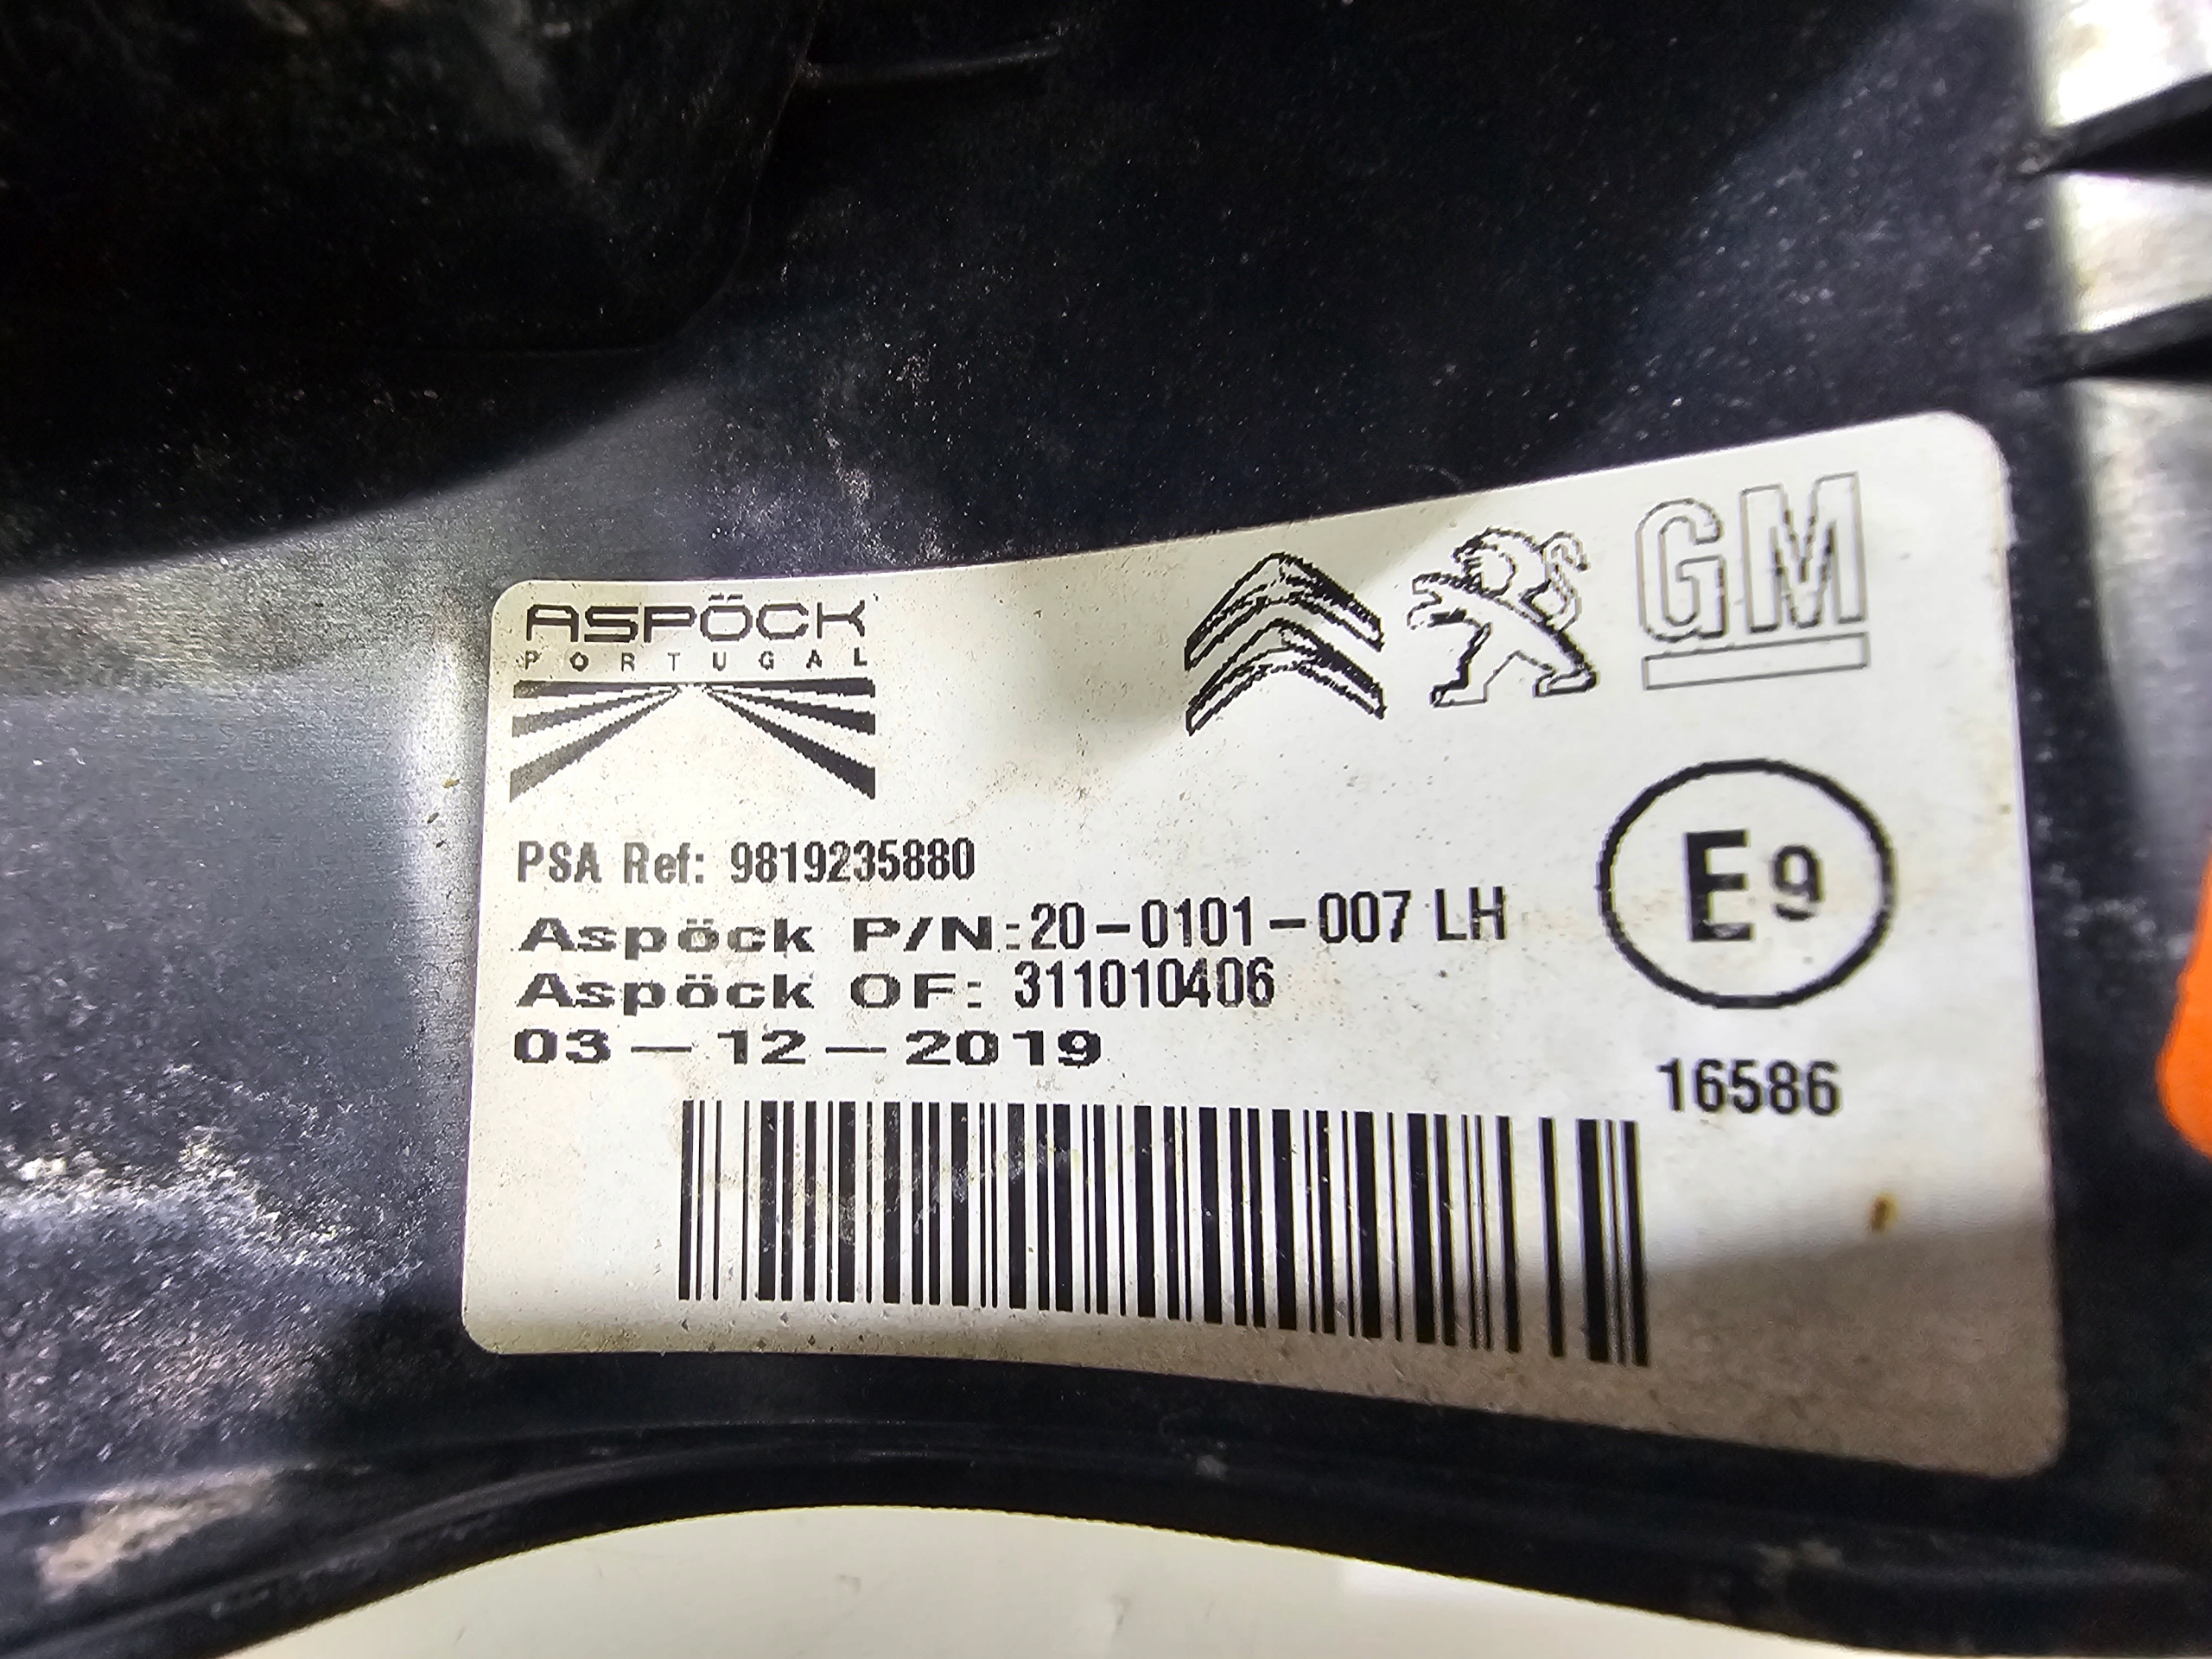 ASPÖCK
PORTUGAL
GM
PSA Ref: 9819235880
Aspöck P/N:20-0101-007 LH
Aspöck OF: 311010406
03-12-2019
E9
16586